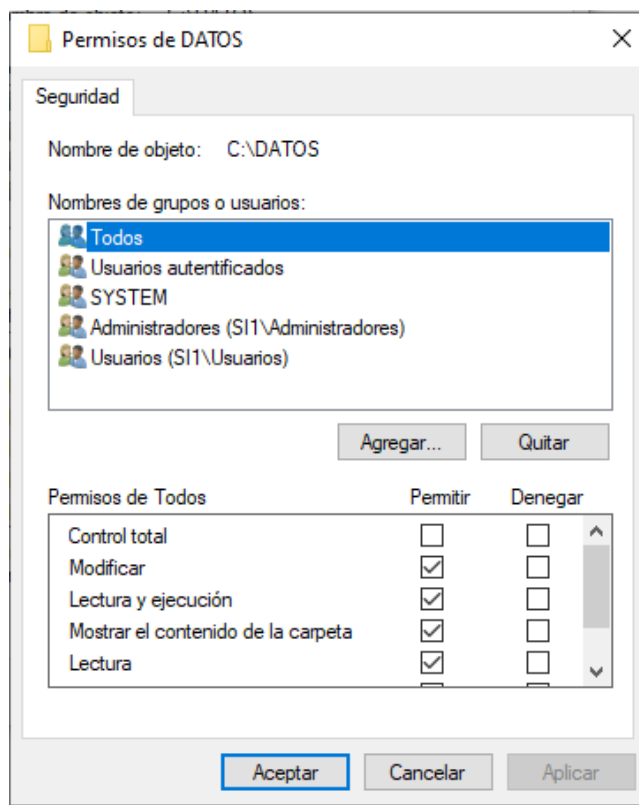 Permisos de DATOS
Seguridad
Nombre de objeto: C:\DATOS
Nombres de grupos o usuarios:
Todos
Usuarios autentificados
SYSTEM
Administradores (SI1\Administradores)
Usuarios (SI1\Usuarios)
Agregar... Quitar
Permisos de Todos Permitir Denegar
Control total
Modificar
Lectura y ejecución
Mostrar el contenido de la carpeta
Lectura
Aceptar Cancelar Aplicar